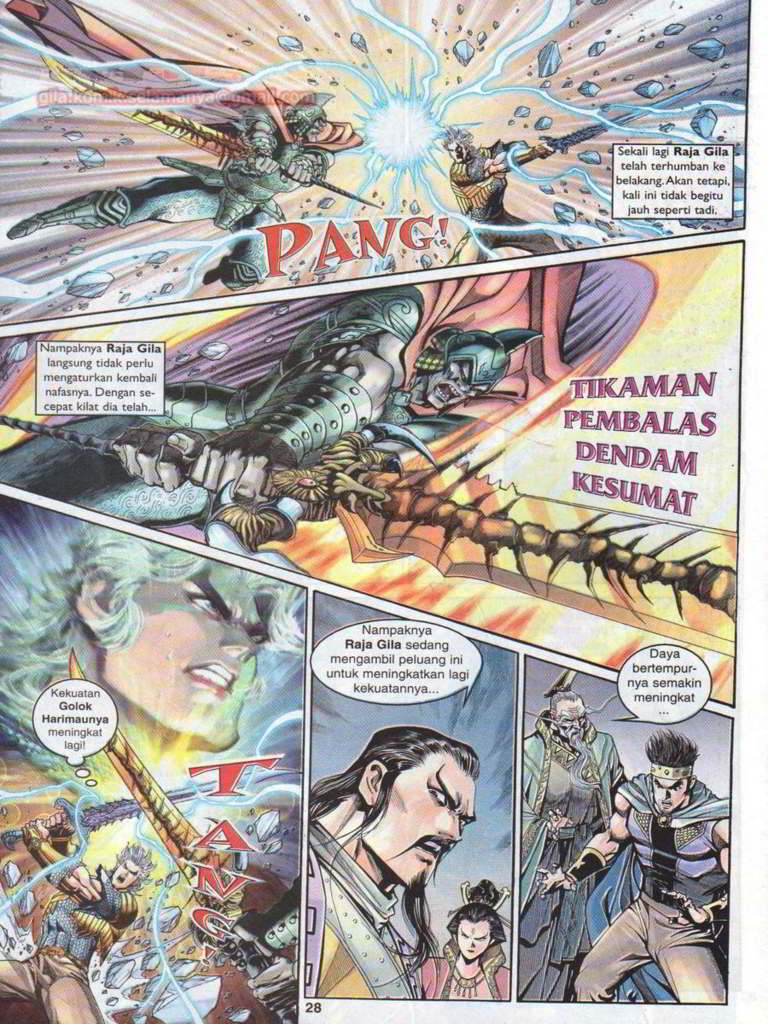 gilakomikselamanya@gmail.com
Sekali lagi Raja Gila
telah terhumban ke
belakang. Akan tetapi,
kali ini tidak begitu
jauh seperti tadi.
PANG!
Nampaknya Raja Gila
langsung tidak perlu
mengaturkan kembali
nafasnya. Dengan se-
cepat kilat dia telah...
TIKAMAN
PEMBALAS
DENDAM
KESUMAT
Kekuatan
Golok
Harimaunya
meningkat
lagi!
TANG!
Nampaknya
Raja Gila sedang
mengambil peluang ini
untuk meningkatkan lagi
kekuatannya...
Daya
bertempur-
nya semakin
meningkat
...
28